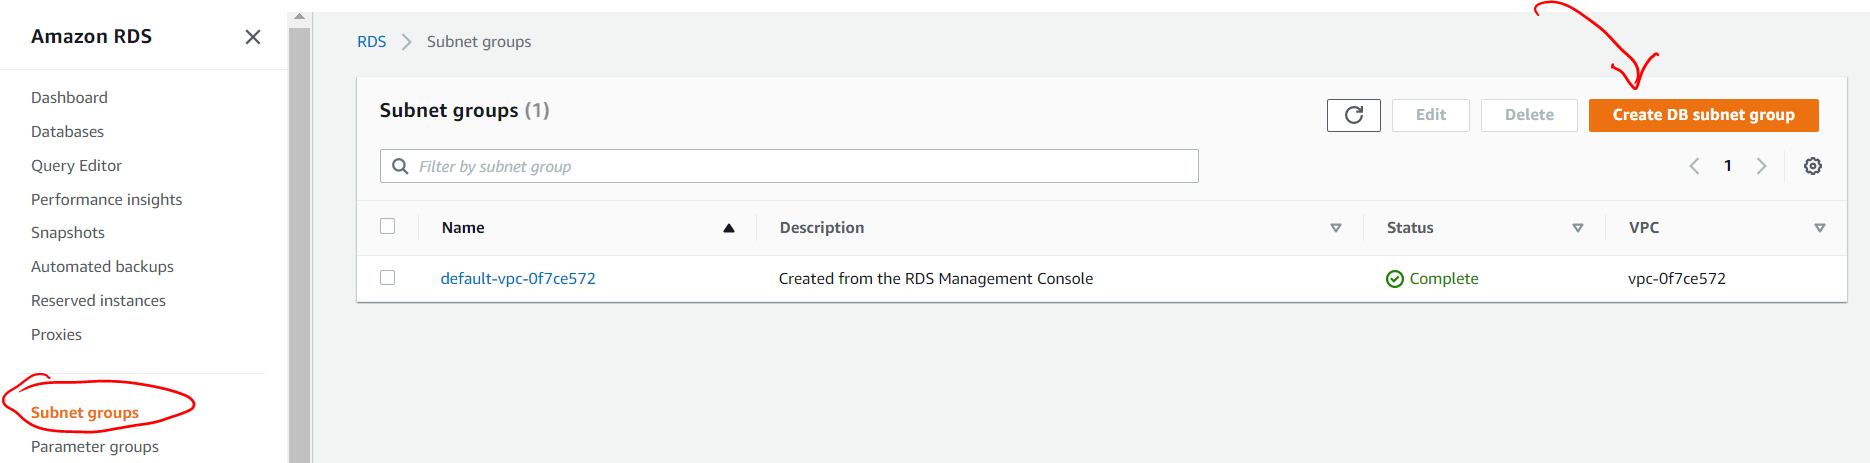 Amazon RDS
Dashboard
Databases
Query Editor
Performance insights
Snapshots
Automated backups
Reserved instances
Proxies
Subnet groups
Parameter groups
RDS > Subnet groups
Subnet groups (1)
Edit Delete Create DB subnet group
Filter by subnet group
1
Name Description Status VPC
default-vpc-0f7ce572 Created from the RDS Management Console Complete vpc-0f7ce572